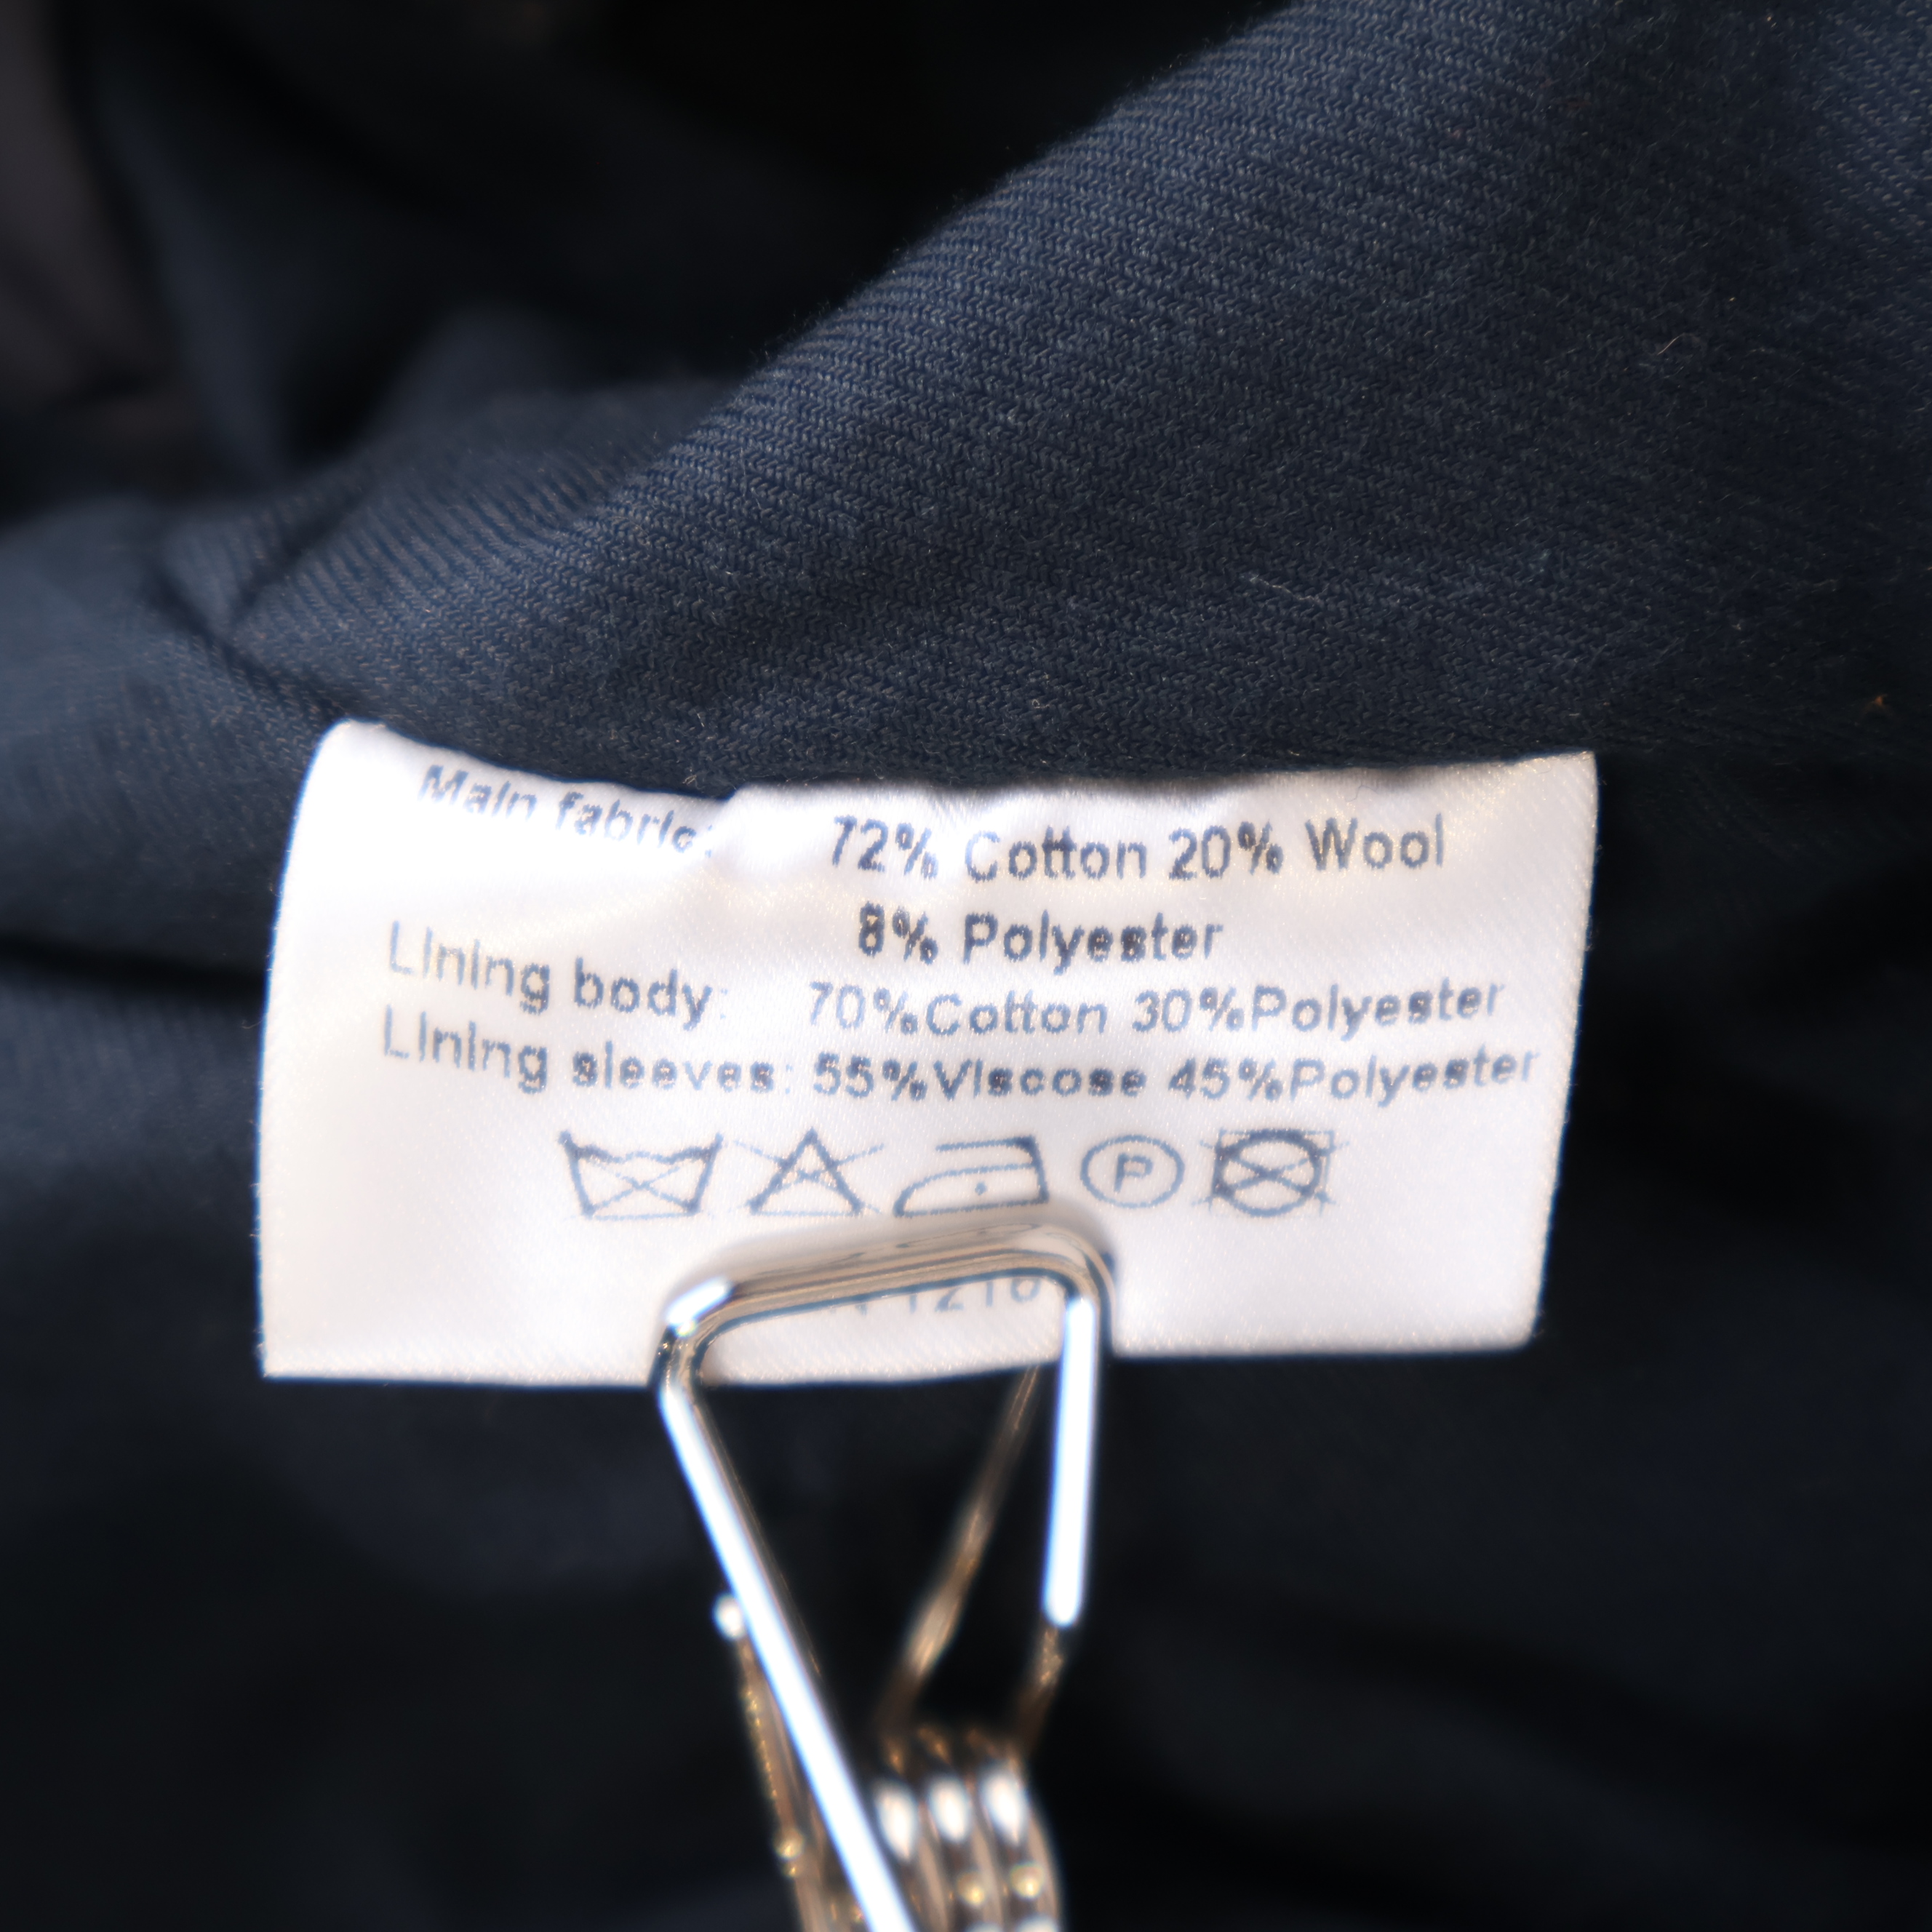 Main fabric: 72% Cotton 20% Wool
8% Polyester
Lining body: 70%Cotton 30%Polyester
Lining sleeves: 55%Viscose 45%Polyester
P